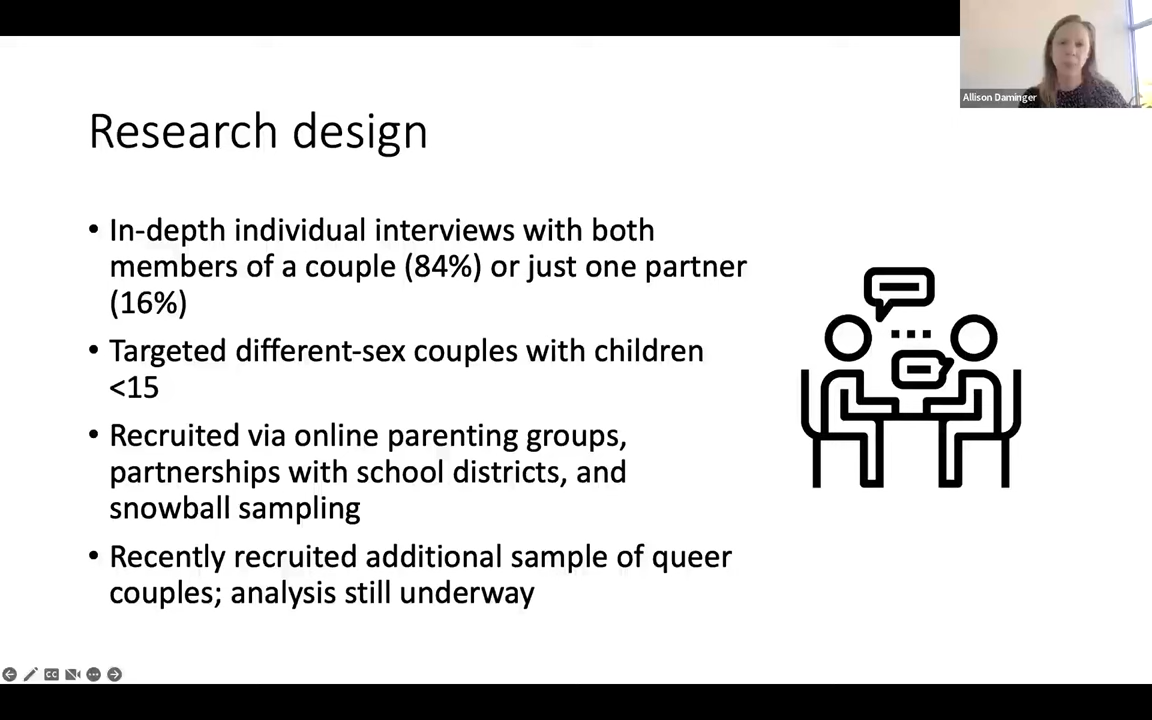 Allison Daminger
Research design
• In-depth individual interviews with both
members of a couple (84%) or just one partner
(16%)
• Targeted different-sex couples with children
<15
• Recruited via online parenting groups,
partnerships with school districts, and
snowball sampling
• Recently recruited additional sample of queer
couples; analysis still underway
CC